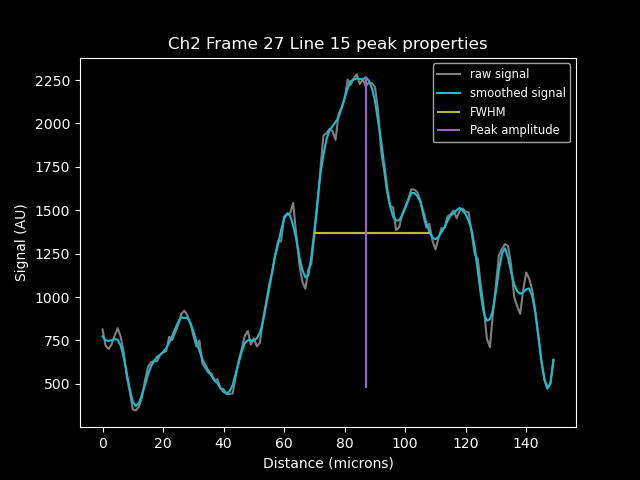 Ch2 Frame 27 Line 15 peak properties
raw signal
smoothed signal
FWHM
Peak amplitude
Signal (AU)
2250
2000
1750
1500
1250
1000
750
500
0 20 40 60 80 100 120 140
Distance (microns)